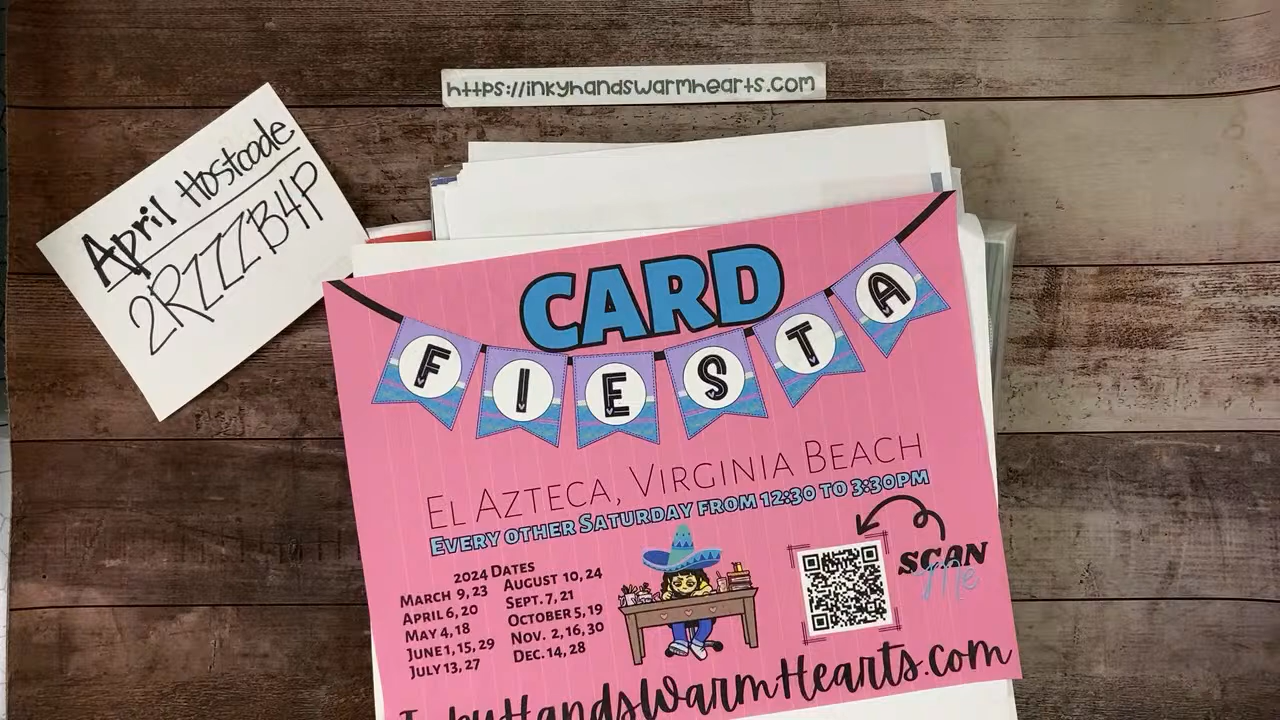 https://inkyhandswarmhearts.com
April Hostcode
2RZZZB4P
CARD
FIESTA
El Azteca, Virginia Beach
Every other Saturday from 12:30 to 3:30pm
2024 Dates
March 9, 23
April 6, 20
May 4, 18
June 1, 15, 29
July 13, 27
August 10, 24
Sept. 7, 21
October 5, 19
Nov. 2, 16, 30
Dec. 14, 28
SCAN
Me
InkyHandsWarmHearts.com